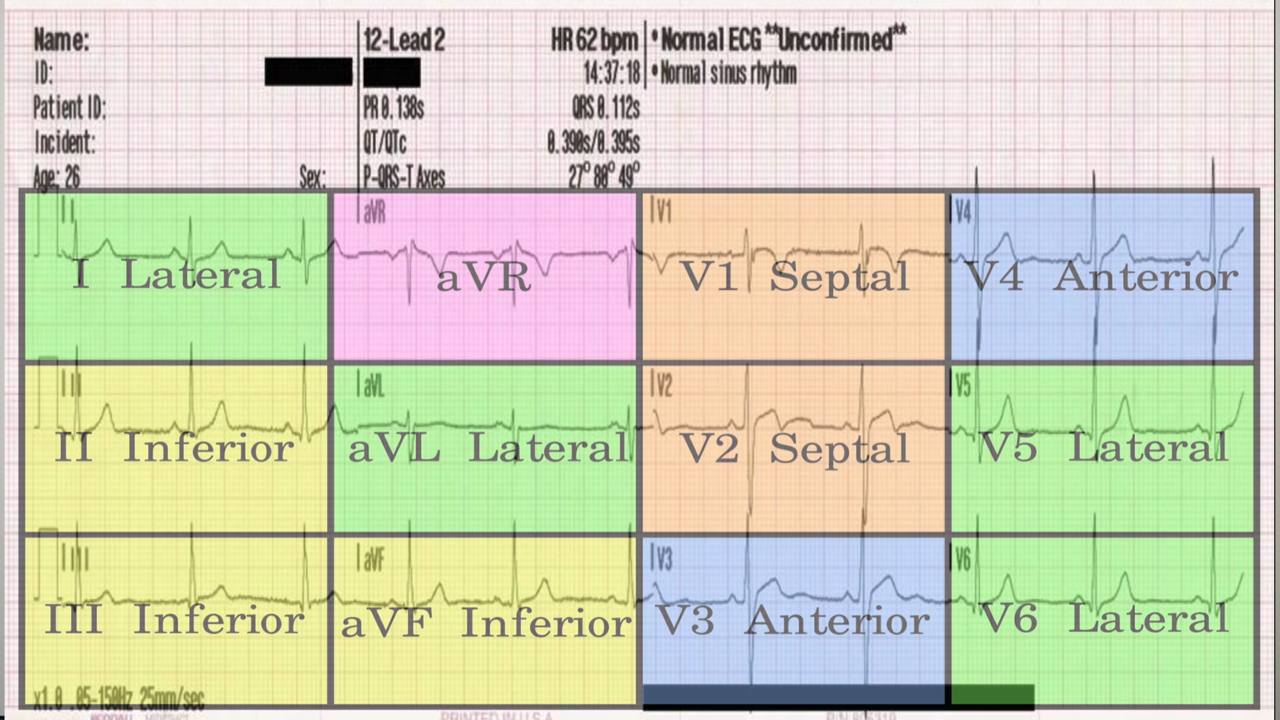 Name:
12-Lead 2
HR 62 bpm
•Normal ECG **Unconfirmed**
ID:
14:37:18
•Normal sinus rhythm
Patient ID:
PR 0.138s
QRS 0.112s
Incident:
QT/QTc
0.390s/0.395s
Age: 26
Sex:
P-QRS-T Axes
27° 80° 49°
aVR
V1
V4
I Lateral
aVR
V1 Septal
V4 Anterior
II
aVL
V2
V5
II Inferior
aVL Lateral
V2 Septal
V5 Lateral
III
aVF
V3
V6
III Inferior
aVF Inferior
V3 Anterior
V6 Lateral
x1.0 .05-150Hz 25mm/sec
PRINTED IN U.S.A.